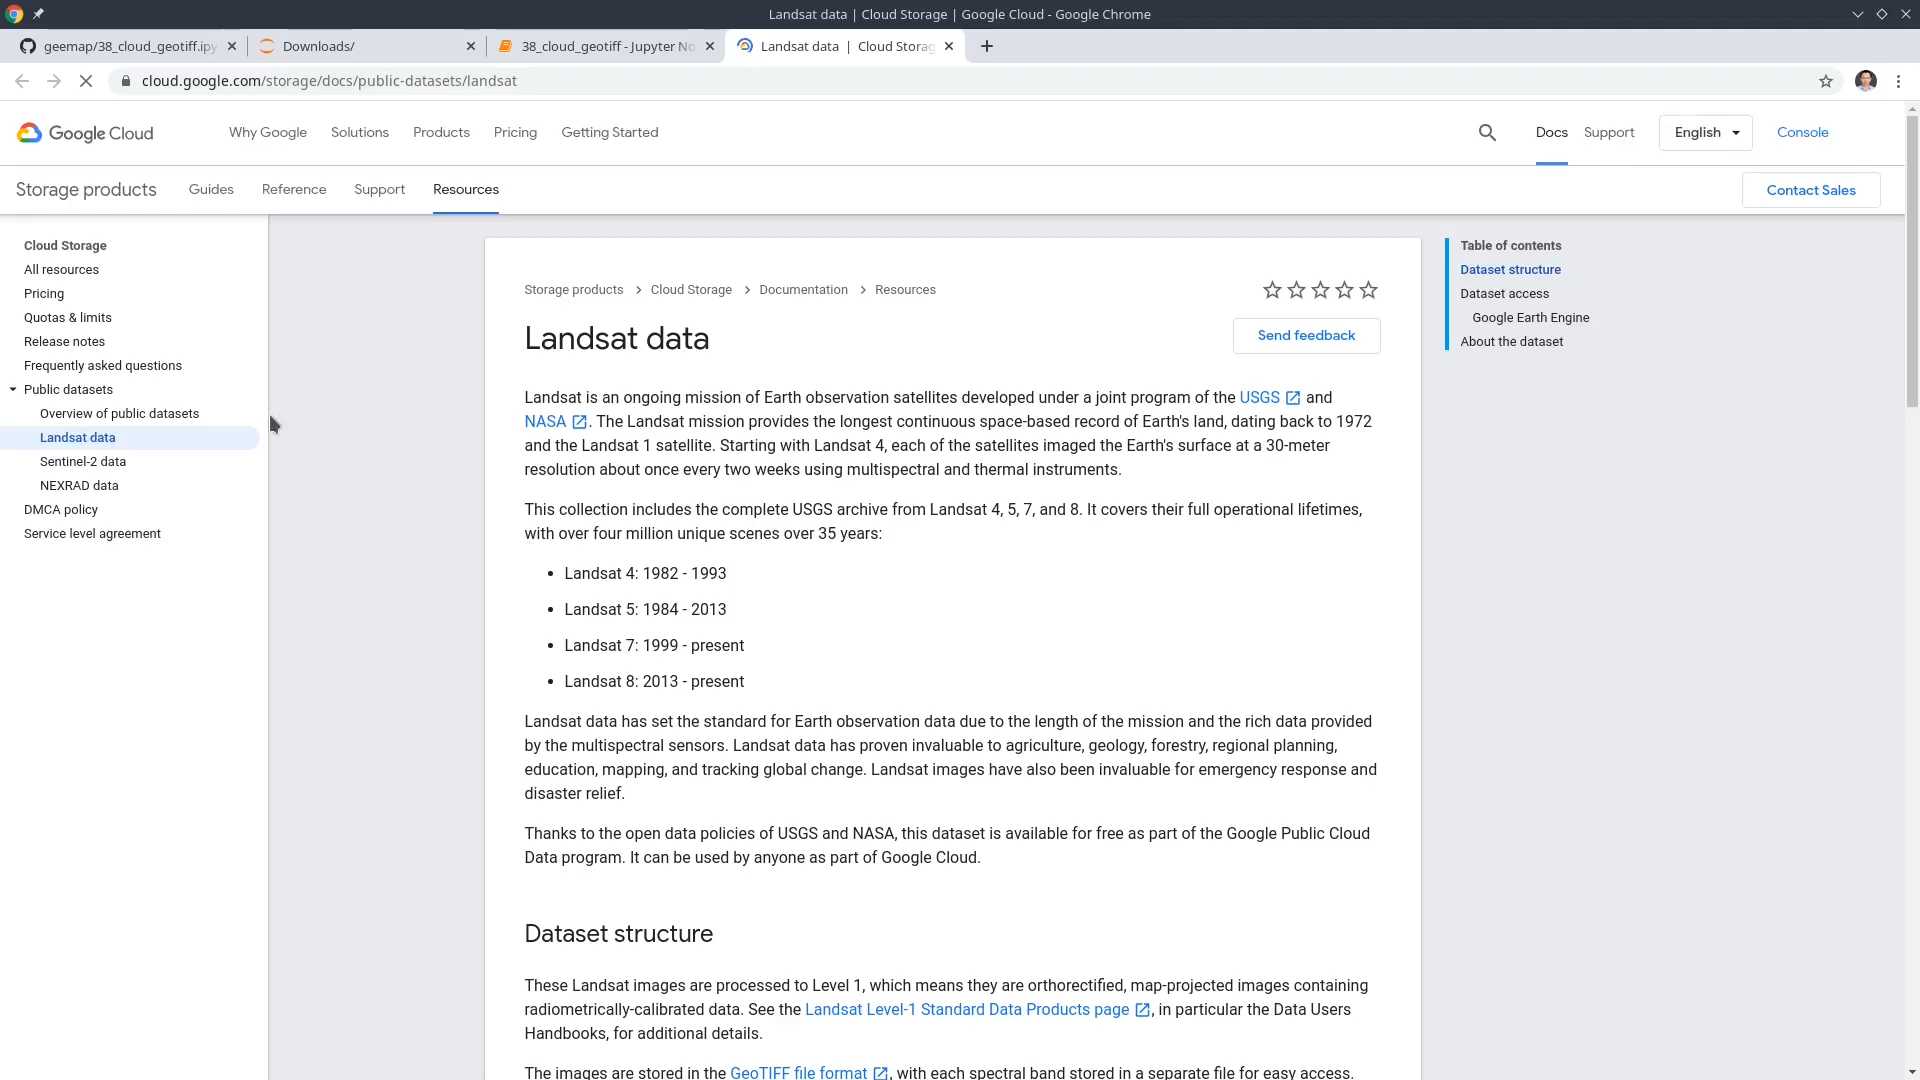 Landsat data | Cloud Storage | Google Cloud - Google Chrome
geemap/38_cloud_geotiff.ipy
Downloads/
38_cloud_geotiff - Jupyter No
Landsat data | Cloud Storag
cloud.google.com/storage/docs/public-datasets/landsat
Google Cloud
Why Google
Solutions
Products
Pricing
Getting Started
Docs
Support
English
Console
Storage products
Guides
Reference
Support
Resources
Contact Sales
Cloud Storage
All resources
Pricing
Quotas & limits
Release notes
Frequently asked questions
Public datasets
Overview of public datasets
Landsat data
Sentinel-2 data
NEXRAD data
DMCA policy
Service level agreement
Storage products > Cloud Storage > Documentation > Resources
Landsat data
Send feedback
Landsat is an ongoing mission of Earth observation satellites developed under a joint program of the USGS and
NASA . The Landsat mission provides the longest continuous space-based record of Earth's land, dating back to 1972
and the Landsat 1 satellite. Starting with Landsat 4, each of the satellites imaged the Earth's surface at a 30-meter
resolution about once every two weeks using multispectral and thermal instruments.
This collection includes the complete USGS archive from Landsat 4, 5, 7, and 8. It covers their full operational lifetimes,
with over four million unique scenes over 35 years:
• Landsat 4: 1982 - 1993
• Landsat 5: 1984 - 2013
• Landsat 7: 1999 - present
• Landsat 8: 2013 - present
Landsat data has set the standard for Earth observation data due to the length of the mission and the rich data provided
by the multispectral sensors. Landsat data has proven invaluable to agriculture, geology, forestry, regional planning,
education, mapping, and tracking global change. Landsat images have also been invaluable for emergency response and
disaster relief.
Thanks to the open data policies of USGS and NASA, this dataset is available for free as part of the Google Public Cloud
Data program. It can be used by anyone as part of Google Cloud.
Dataset structure
These Landsat images are processed to Level 1, which means they are orthorectified, map-projected images containing
radiometrically-calibrated data. See the Landsat Level-1 Standard Data Products page , in particular the Data Users
Handbooks, for additional details.
The images are stored in the GeoTIFF file format , with each spectral band stored in a separate file for easy access.
Table of contents
Dataset structure
Dataset access
Google Earth Engine
About the dataset